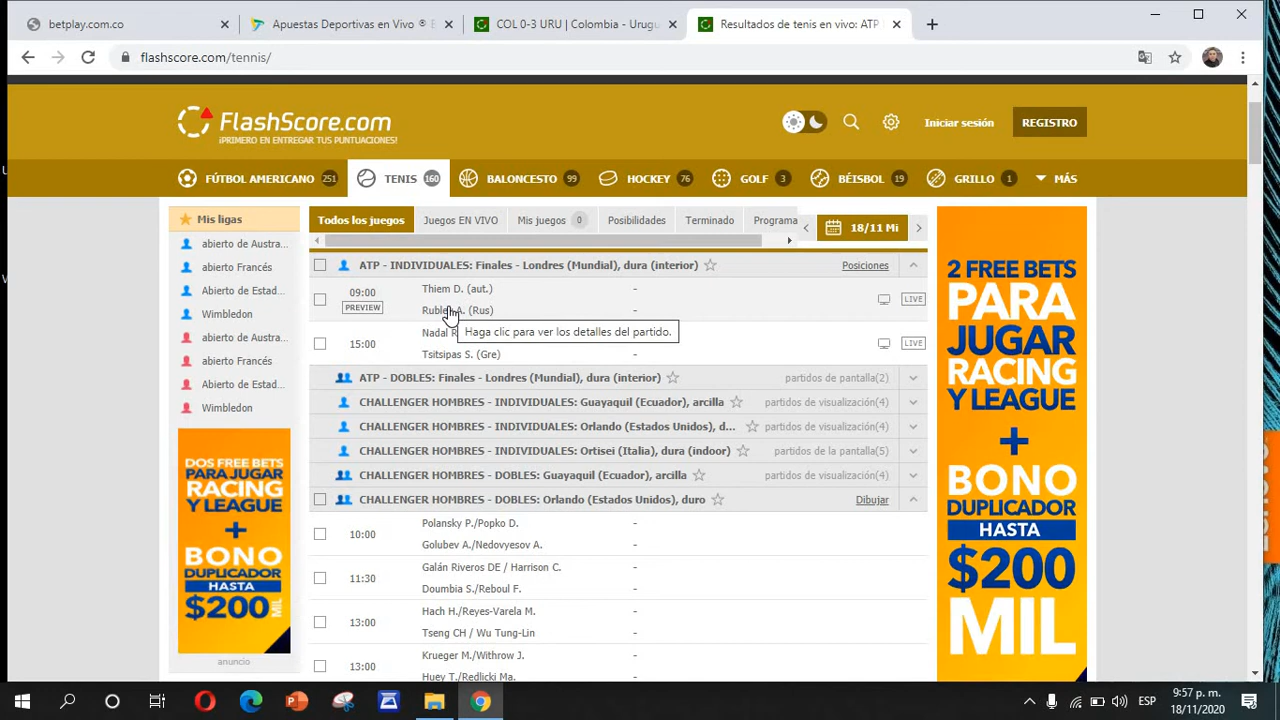 betplay.com.co
Apuestas Deportivas en Vivo ® E
COL 0-3 URU | Colombia - Urugu
Resultados de tenis en vivo: ATP
flashscore.com/tennis/
FlashScore.com
¡PRIMERO EN ENTREGAR TUS PUNTUACIONES!
Iniciar sesión
REGISTRO
FÚTBOL AMERICANO 251
TENIS 160
BALONCESTO 99
HOCKEY 76
GOLF 3
BÉISBOL 19
GRILLO 1
MÁS
Mis ligas
abierto de Austra...
abierto Francés
Abierto de Estad...
Wimbledon
abierto de Austra...
abierto Francés
Abierto de Estad...
Wimbledon
DOS FREE BETS
PARA JUGAR
RACING
Y LEAGUE
+
BONO
DUPLICADOR
HASTA
$200
MIL
anuncio
Todos los juegos
Juegos EN VIVO
Mis juegos 0
Posibilidades
Terminado
Programa
18/11 Mi
ATP - INDIVIDUALES: Finales - Londres (Mundial), dura (interior)
Posiciones
09:00
PREVIEW
Thiem D. (aut.) -
Rublev A. (Rus) -
LIVE
Haga clic para ver los detalles del partido.
15:00
Nadal R
Tsitsipas S. (Gre) -
LIVE
ATP - DOBLES: Finales - Londres (Mundial), dura (interior) partidos de pantalla(2)
CHALLENGER HOMBRES - INDIVIDUALES: Guayaquil (Ecuador), arcilla partidos de visualización(4)
CHALLENGER HOMBRES - INDIVIDUALES: Orlando (Estados Unidos), d... partidos de visualización(4)
CHALLENGER HOMBRES - INDIVIDUALES: Ortisei (Italia), dura (indoor) partidos de la pantalla(5)
CHALLENGER HOMBRES - DOBLES: Guayaquil (Ecuador), arcilla partidos de visualización(4)
CHALLENGER HOMBRES - DOBLES: Orlando (Estados Unidos), duro Dibujar
10:00
Polansky P./Popko D. -
Golubev A./Nedovyesov A. -
11:30
Galán Riveros DE / Harrison C. -
Doumbia S./Reboul F. -
13:00
Hach H./Reyes-Varela M. -
Tseng CH / Wu Tung-Lin -
13:00
Krueger M./Withrow J. -
Huey T./Redlicki Ma. -
2 FREE BETS
PARA
JUGAR
RACING
Y LEAGUE
+
BONO
DUPLICADOR
HASTA
$200
MIL
ESP
9:57 p. m.
18/11/2020